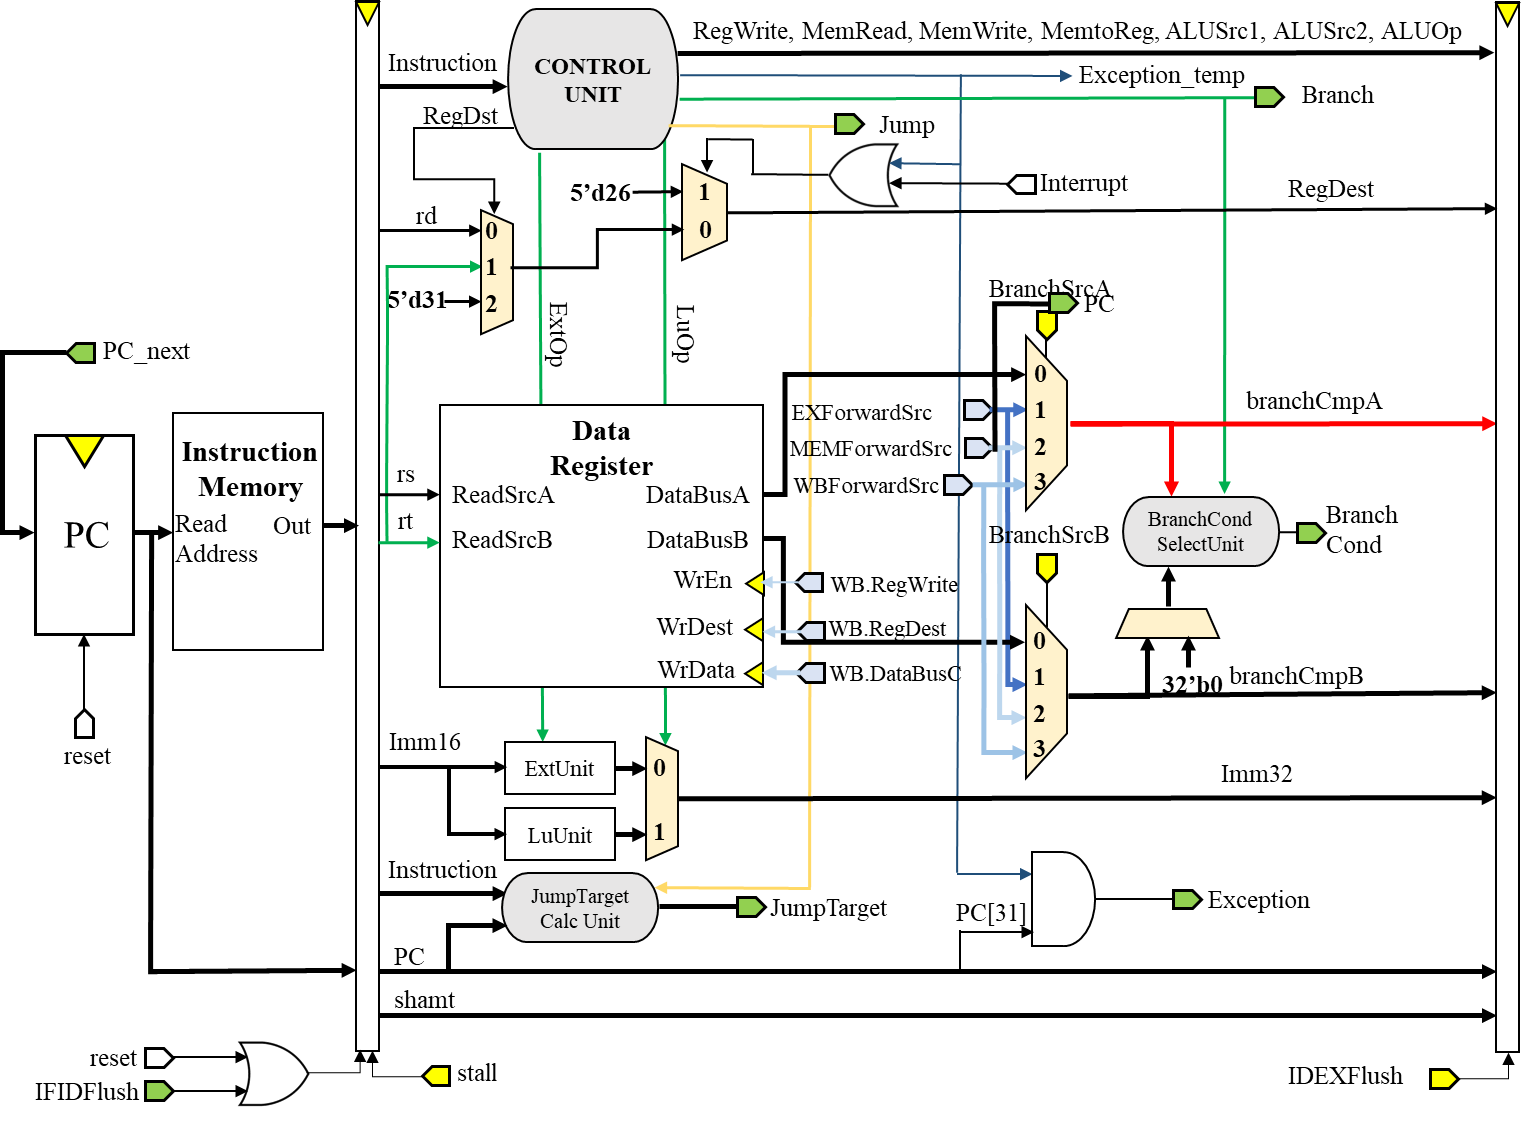 RegWrite, MemRead, MemWrite, MemtoReg, ALUSrc1, ALUSrc2, ALUOp
Instruction
CONTROL
UNIT
Exception_temp
Branch
RegDst
Jump
5'd26
1
0
Interrupt
RegDest
rd
0
1
5'd31
2
ExtOp
LuOp
BranchSrcA
PC
PC_next
0
EXForwardSrc
1
branchCmpA
MEMForwardSrc
2
WBForwardSrc
3
Data
Register
Instruction
Memory
Read
Address
Out
PC
rs
ReadSrcA
DataBusA
rt
ReadSrcB
DataBusB
BranchSrcB
BranchCond
SelectUnit
Branch
Cond
WrEn
WB.RegWrite
WrDest
WB.RegDest
WrData
WB.DataBusC
0
1
2
3
32'b0
branchCmpB
reset
Imm16
ExtUnit
0
LuUnit
1
Imm32
Instruction
JumpTarget
Calc Unit
JumpTarget
PC[31]
Exception
PC
shamt
reset
IFIDFlush
stall
IDEXFlush